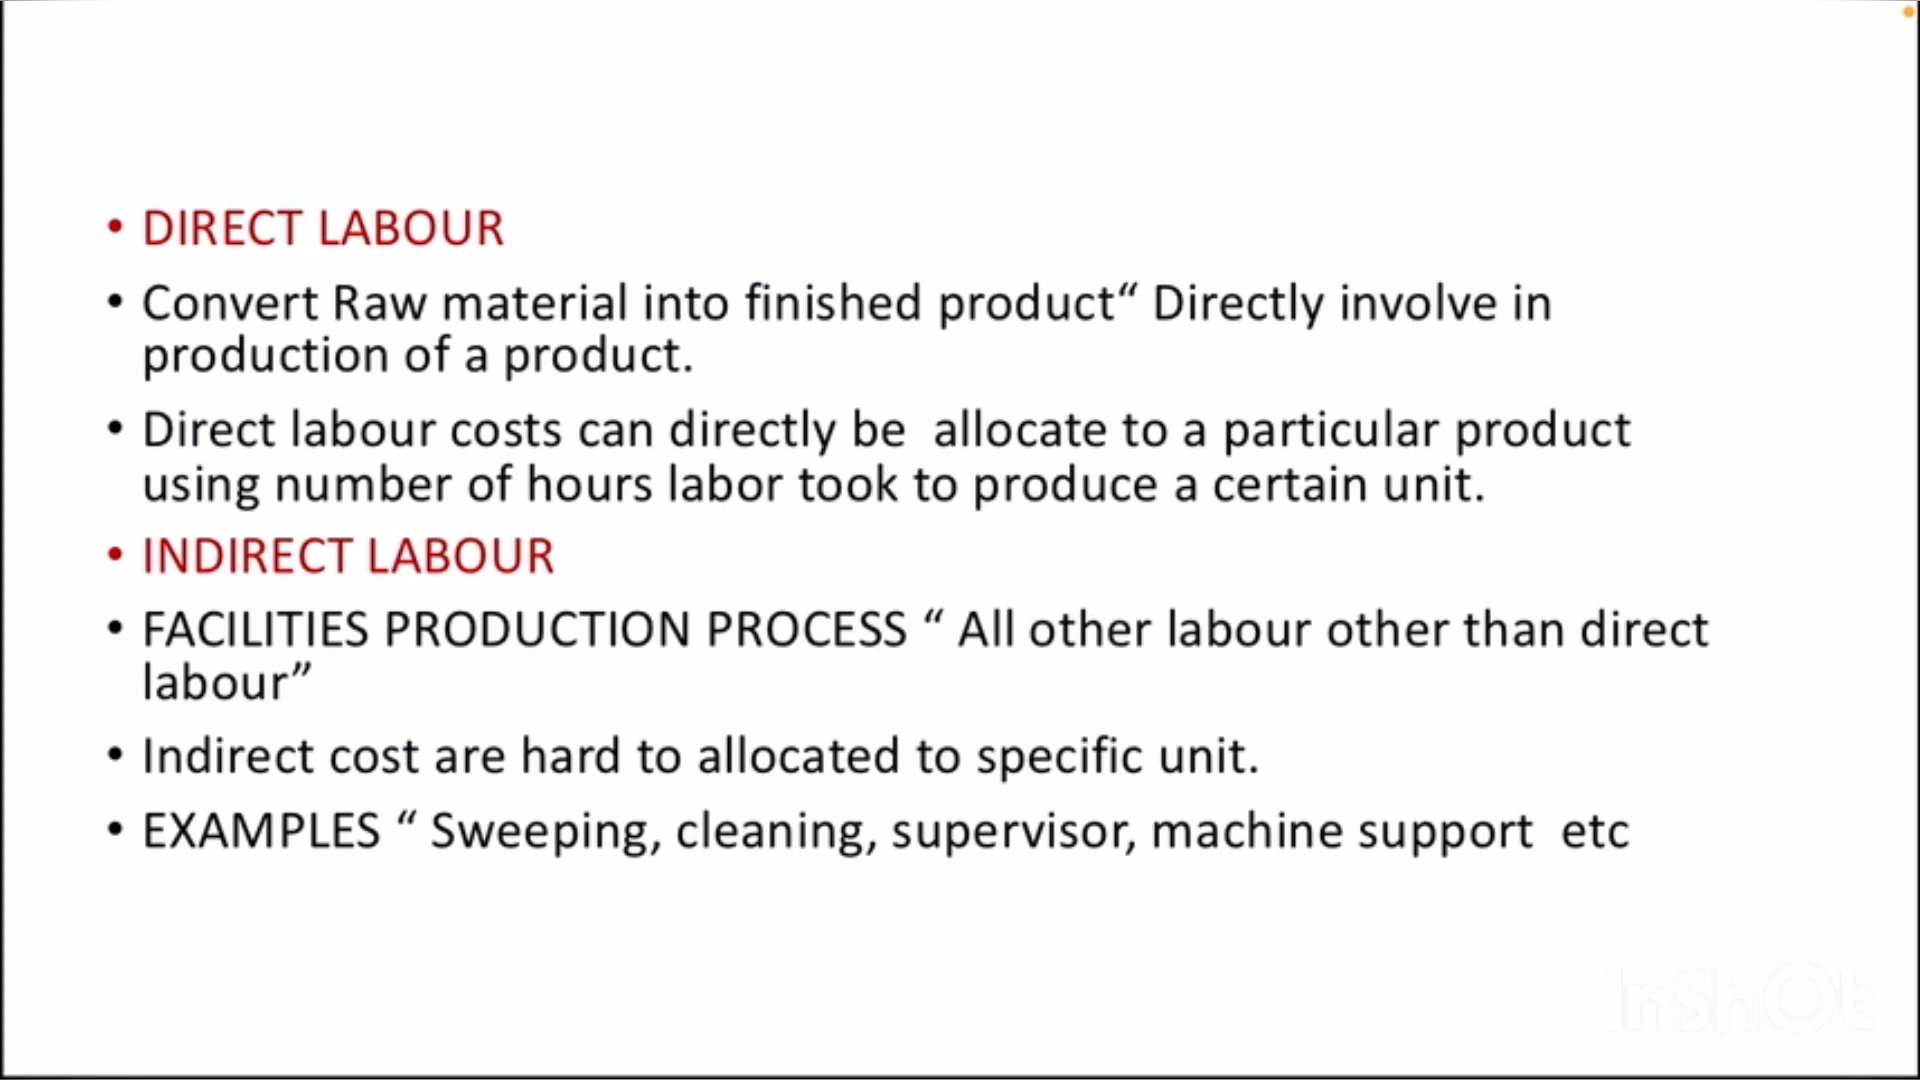 • DIRECT LABOUR
• Convert Raw material into finished product“ Directly involve in
production of a product.
• Direct labour costs can directly be  allocate to a particular product
using number of hours labor took to produce a certain unit.
• INDIRECT LABOUR
• FACILITIES PRODUCTION PROCESS “ All other labour other than direct
labour”
• Indirect cost are hard to allocated to specific unit.
• EXAMPLES “ Sweeping, cleaning, supervisor, machine support  etc
InShOt